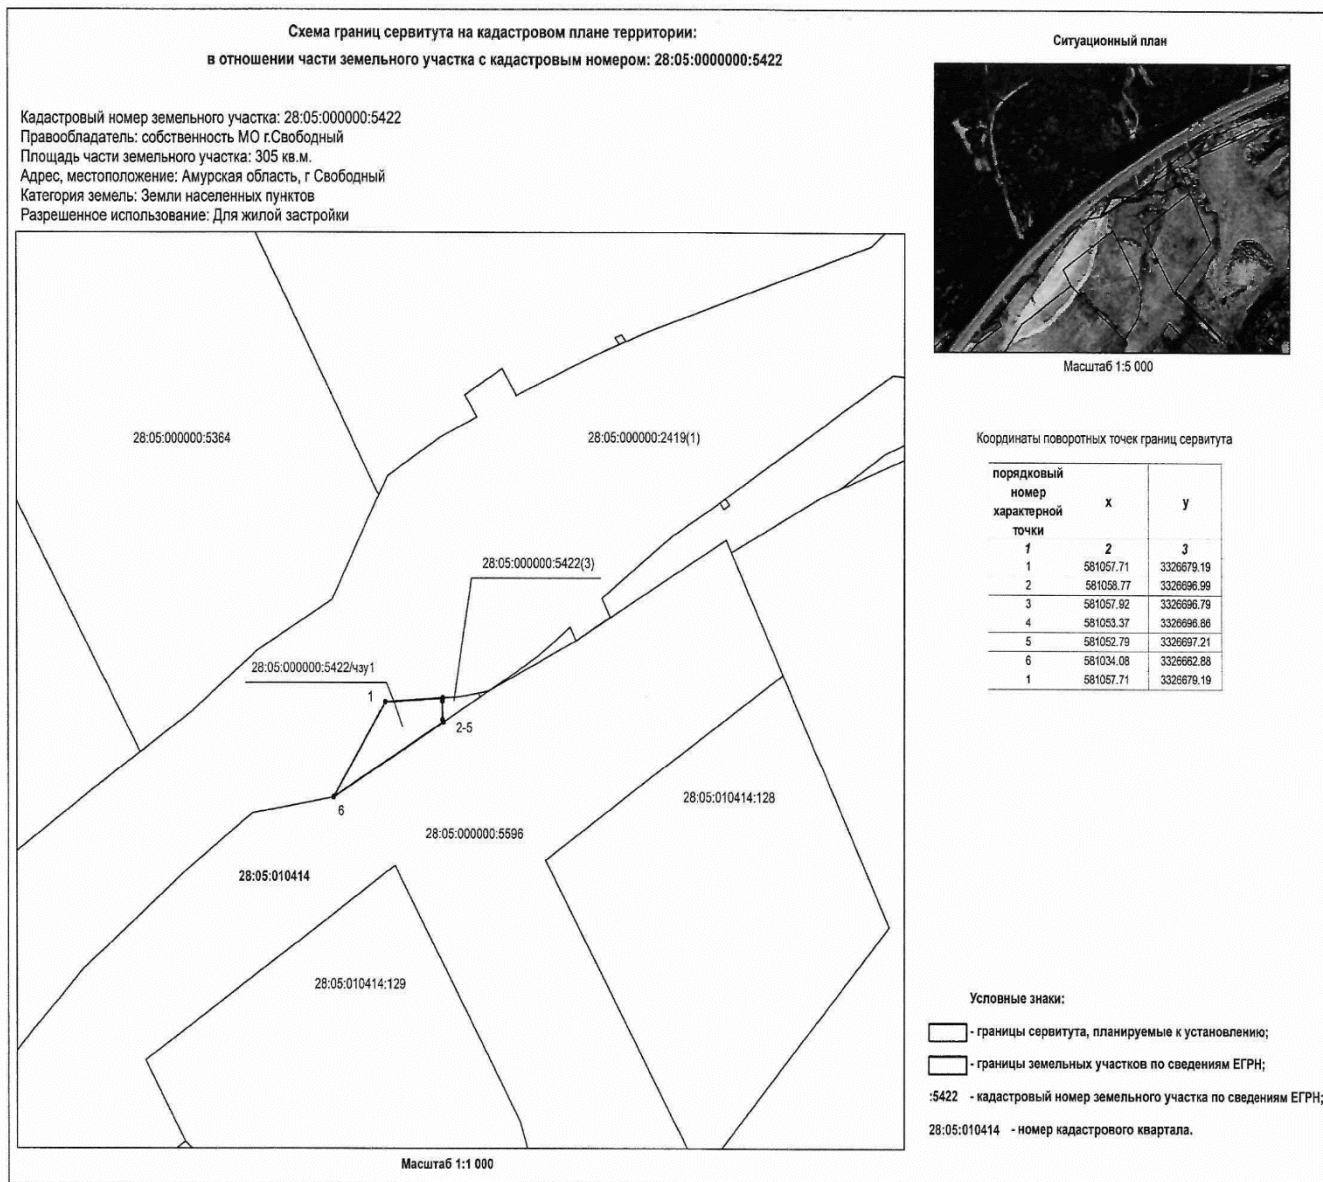 Схема границ сервитута на кадастровом плане территории:
в отношении части земельного участка с кадастровым номером: 28:05:0000000:5422
Кадастровый номер земельного участка: 28:05:000000:5422
Правообладатель: собственность МО г.Свободный
Площадь части земельного участка: 305 кв.м.
Адрес, местоположение: Амурская область, г Свободный
Категория земель: Земли населенных пунктов
Разрешенное использование: Для жилой застройки
Ситуационный план
Масштаб 1:5 000
28:05:000000:5364
28:05:000000:2419(1)
28:05:000000:5422(3)
28:05:000000:5422/чзу1
1
2-5
6
28:05:010414:128
28:05:000000:5596
28:05:010414
28:05:010414:129
Масштаб 1:1 000
Координаты поворотных точек границ сервитута
порядковый
номер
характерной
точки
x
y
1 2 3
1 581057.71 3326679.19
2 581058.77 3326696.99
3 581057.92 3326696.79
4 581053.37 3326696.86
5 581052.79 3326697.21
6 581034.08 3326662.88
1 581057.71 3326679.19
Условные знаки:
- границы сервитута, планируемые к установлению;
- границы земельных участков по сведениям ЕГРН;
:5422 - кадастровый номер земельного участка по сведениям ЕГРН;
28:05:010414 - номер кадастрового квартала.